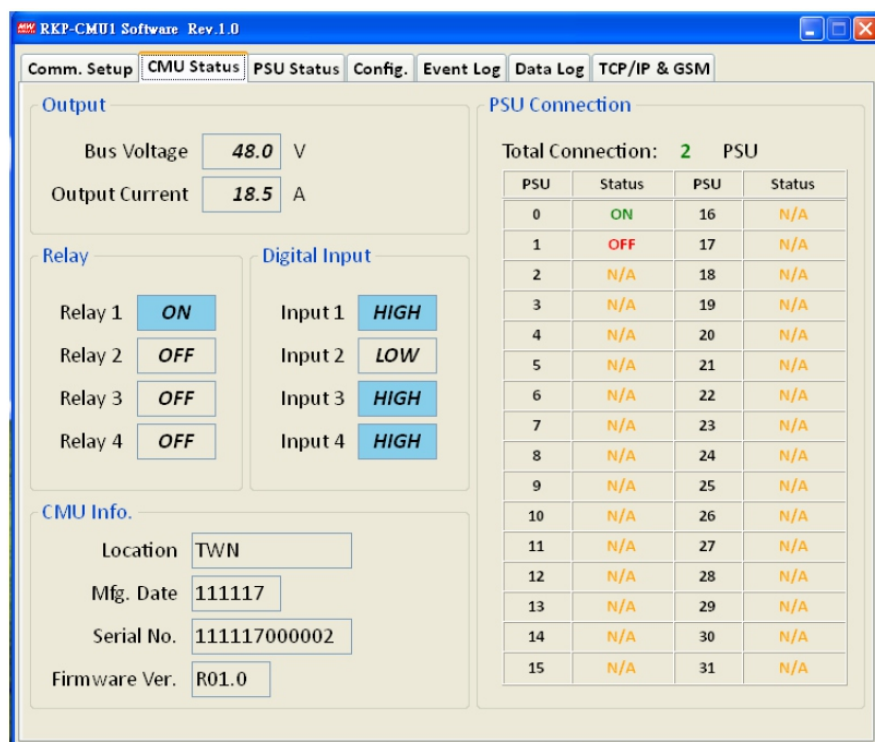 MW RKP-CMU1 Software Rev.1.0
Comm. Setup CMU Status PSU Status Config. Event Log Data Log TCP/IP & GSM
Output
Bus Voltage 48.0 V
Output Current 18.5 A
Relay
Relay 1 ON
Relay 2 OFF
Relay 3 OFF
Relay 4 OFF
Digital Input
Input 1 HIGH
Input 2 LOW
Input 3 HIGH
Input 4 HIGH
CMU Info.
Location TWN
Mfg. Date 111117
Serial No. 111117000002
Firmware Ver. R01.0
PSU Connection
Total Connection: 2 PSU
PSU Status PSU Status
0 ON 16 N/A
1 OFF 17 N/A
2 N/A 18 N/A
3 N/A 19 N/A
4 N/A 20 N/A
5 N/A 21 N/A
6 N/A 22 N/A
7 N/A 23 N/A
8 N/A 24 N/A
9 N/A 25 N/A
10 N/A 26 N/A
11 N/A 27 N/A
12 N/A 28 N/A
13 N/A 29 N/A
14 N/A 30 N/A
15 N/A 31 N/A